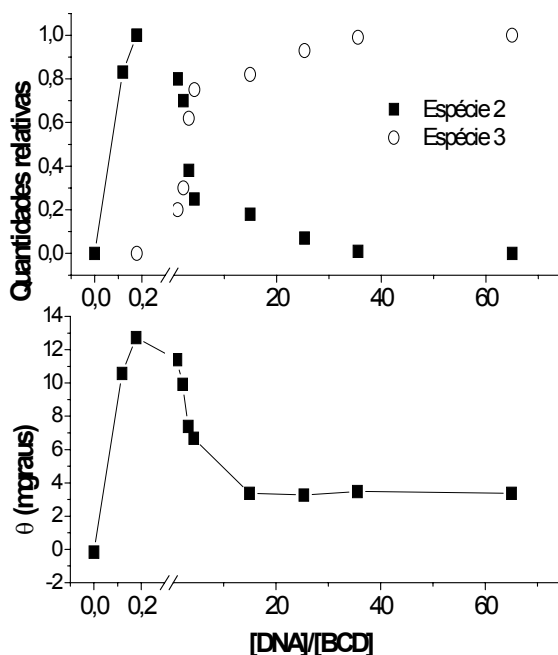 Quantidades relativas
1,0
0,8
0,6
0,4
0,2
0,0
Espécie 2
Espécie 3
0,0 0,2 20 40 60
θ (mgraus)
14
12
10
8
6
4
2
0
-2
0,0 0,2 20 40 60
[DNA]/[BCD]